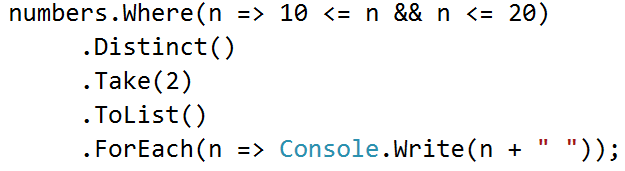 numbers.Where(n => 10 <= n && n <= 20)
.Distinct()
.Take(2)
.ToList()
.ForEach(n => Console.Write(n + " "));